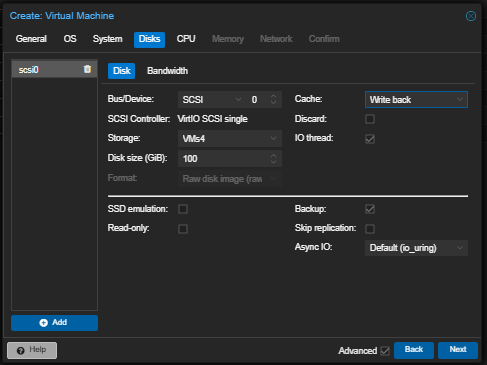 Create: Virtual Machine
General OS System Disks CPU Memory Network Confirm
scsi0
Disk Bandwidth
Bus/Device: SCSI 0 Cache: Write back
SCSI Controller: VirtIO SCSI single Discard:
Storage: VMs4 IO thread:
Disk size (GiB): 100
Format: Raw disk image (raw
SSD emulation: Backup:
Read-only: Skip replication:
Async IO: Default (io_uring)
Add
Help Advanced Back Next